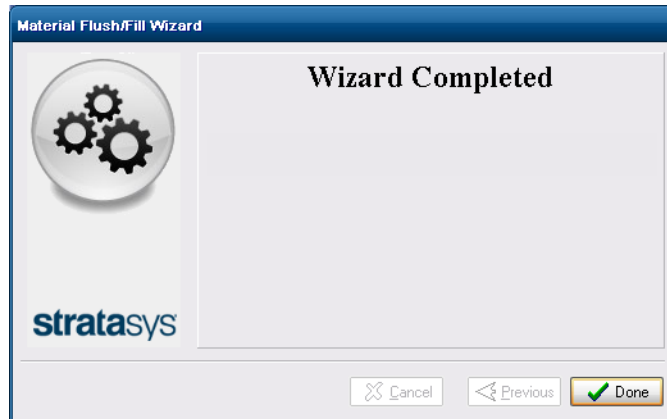 Material Flush/Fill Wizard
Wizard Completed
stratasys
Cancel
Previous
Done